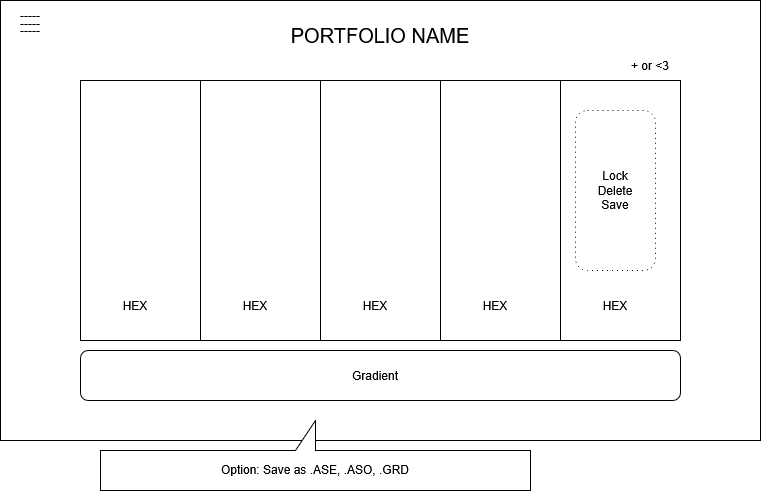 PORTFOLIO NAME
+ or <3
Lock
Delete
Save
HEX
HEX
HEX
HEX
HEX
Gradient
Option: Save as .ASE, .ASO, .GRD